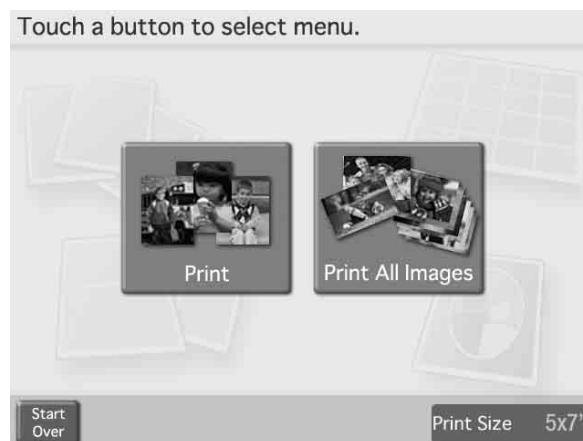 Touch a button to select menu.
Print
Print All Images
Start
Over
Print Size 5x7"